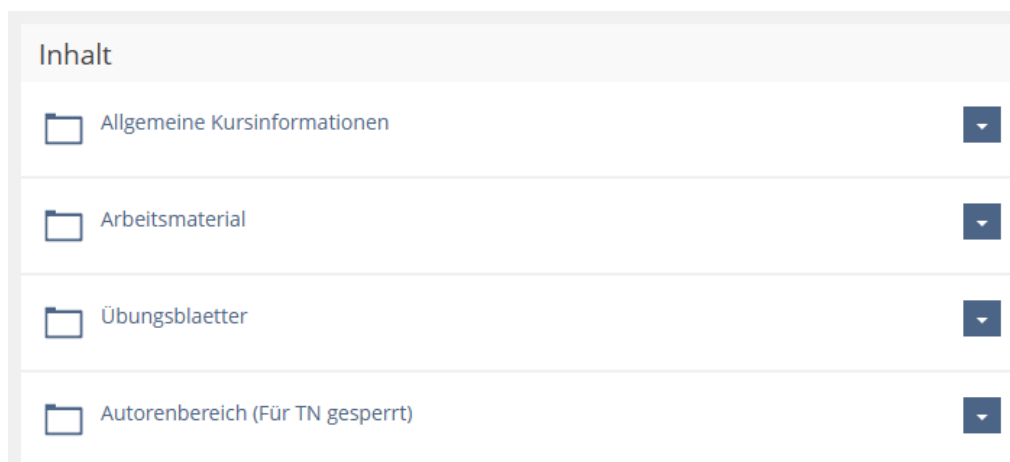 Inhalt
Allgemeine Kursinformationen
Arbeitsmaterial
Übungsblaetter
Autorenbereich (Für TN gesperrt)